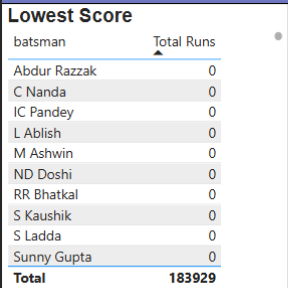 Lowest Score
batsman Total Runs
Abdur Razzak 0
C Nanda 0
IC Pandey 0
L Ablish 0
M Ashwin 0
ND Doshi 0
RR Bhatkal 0
S Kaushik 0
S Ladda 0
Sunny Gupta 0
Total 183929